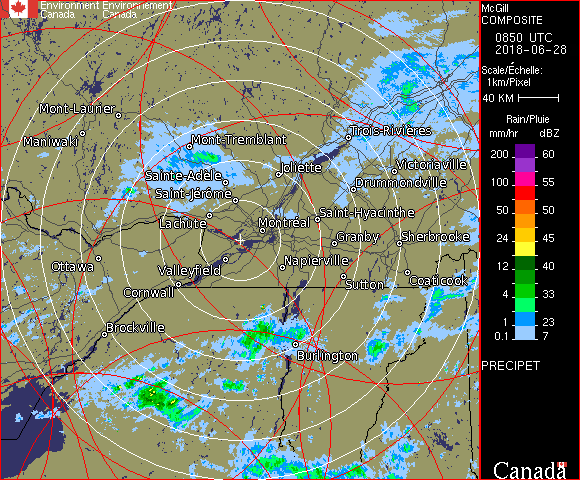 Environment Environnement
Canada Canada
Mont-Laurier
Maniwaki
Mont-Tremblant
Trois-Rivières
Sainte-Adèle
Joliette
Victoriaville
Saint-Jérôme
Drummondville
Lachute
Montréal
Saint-Hyacinthe
Granby
Sherbrooke
Ottawa
Valleyfield
Napierville
Cornwall
Sutton
Coaticook
Brockville
Burlington
McGill
COMPOSITE
0850 UTC
2018-06-28
Scale/Échelle:
1km/Pixel
40 KM
Rain/Pluie
mm/hr dBZ
200 60
150 57
100 55
50 50
24 45
12 40
4 33
1 23
0.1 7
PRECIPET
Canada